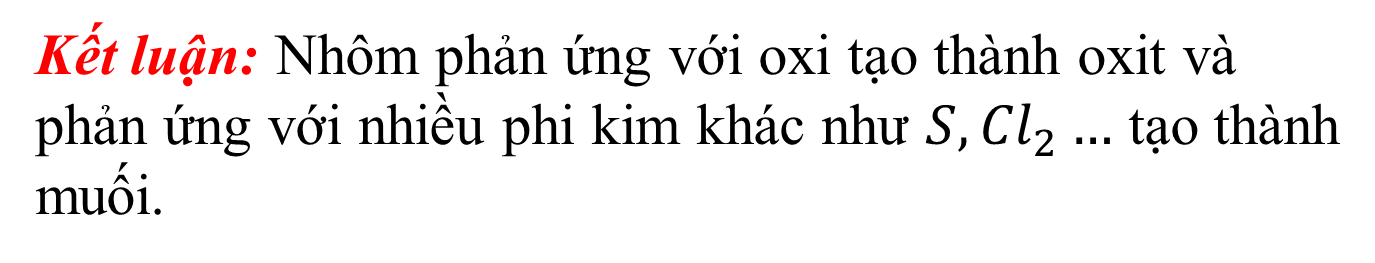 Kết luận: Nhôm phản ứng với oxi tạo thành oxit và
phản ứng với nhiều phi kim khác như S, Cl₂ ... tạo thành
muối.